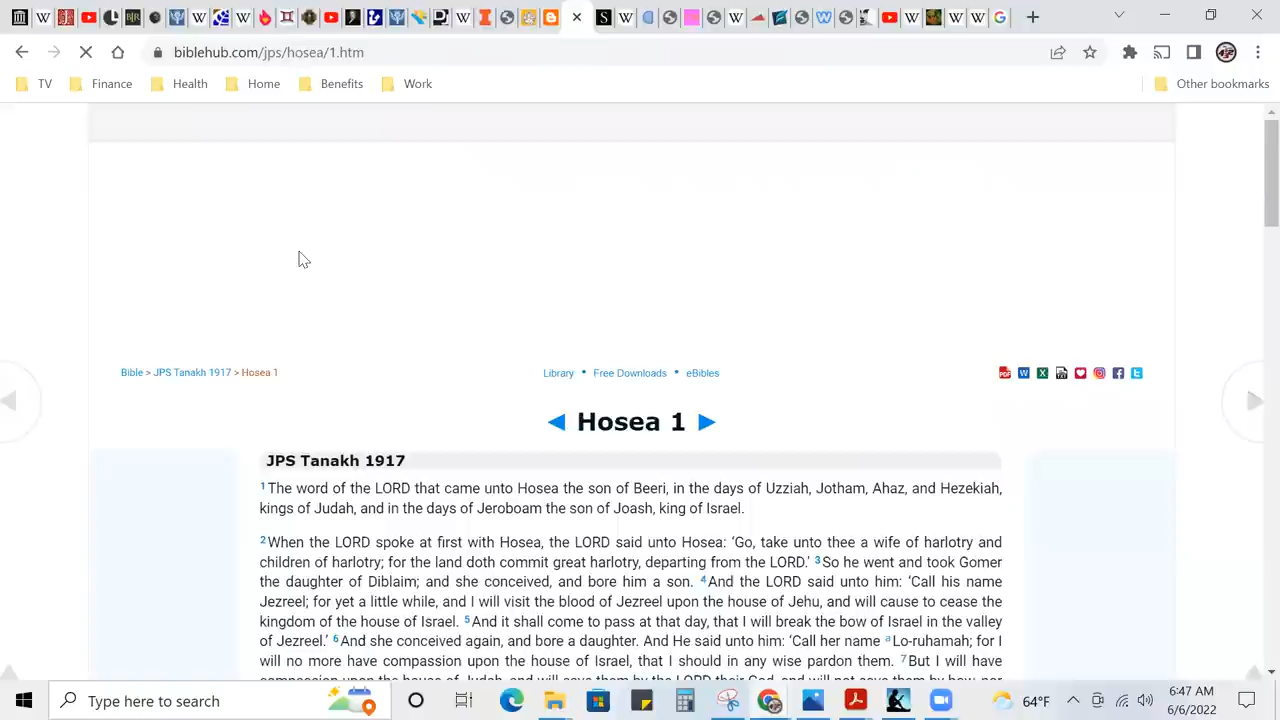 biblehub.com/jps/hosea/1.htm
TV Finance Health Home Benefits Work Other bookmarks
Bible > JPS Tanakh 1917 > Hosea 1 Library • Free Downloads • eBibles
◄ Hosea 1 ►
JPS Tanakh 1917
1 The word of the LORD that came unto Hosea the son of Beeri, in the days of Uzziah, Jotham, Ahaz, and Hezekiah,
kings of Judah, and in the days of Jeroboam the son of Joash, king of Israel.
2 When the LORD spoke at first with Hosea, the LORD said unto Hosea: ‘Go, take unto thee a wife of harlotry and
children of harlotry; for the land doth commit great harlotry, departing from the LORD.’ 3 So he went and took Gomer
the daughter of Diblaim; and she conceived, and bore him a son. 4 And the LORD said unto him: ‘Call his name
Jezreel; for yet a little while, and I will visit the blood of Jezreel upon the house of Jehu, and will cause to cease the
kingdom of the house of Israel. 5 And it shall come to pass at that day, that I will break the bow of Israel in the valley
of Jezreel.’ 6 And she conceived again, and bore a daughter. And He said unto him: ‘Call her name a Lo-ruhamah; for I
will no more have compassion upon the house of Israel, that I should in any wise pardon them. 7 But I will have
Type here to search
64°F
6:47 AM
6/6/2022